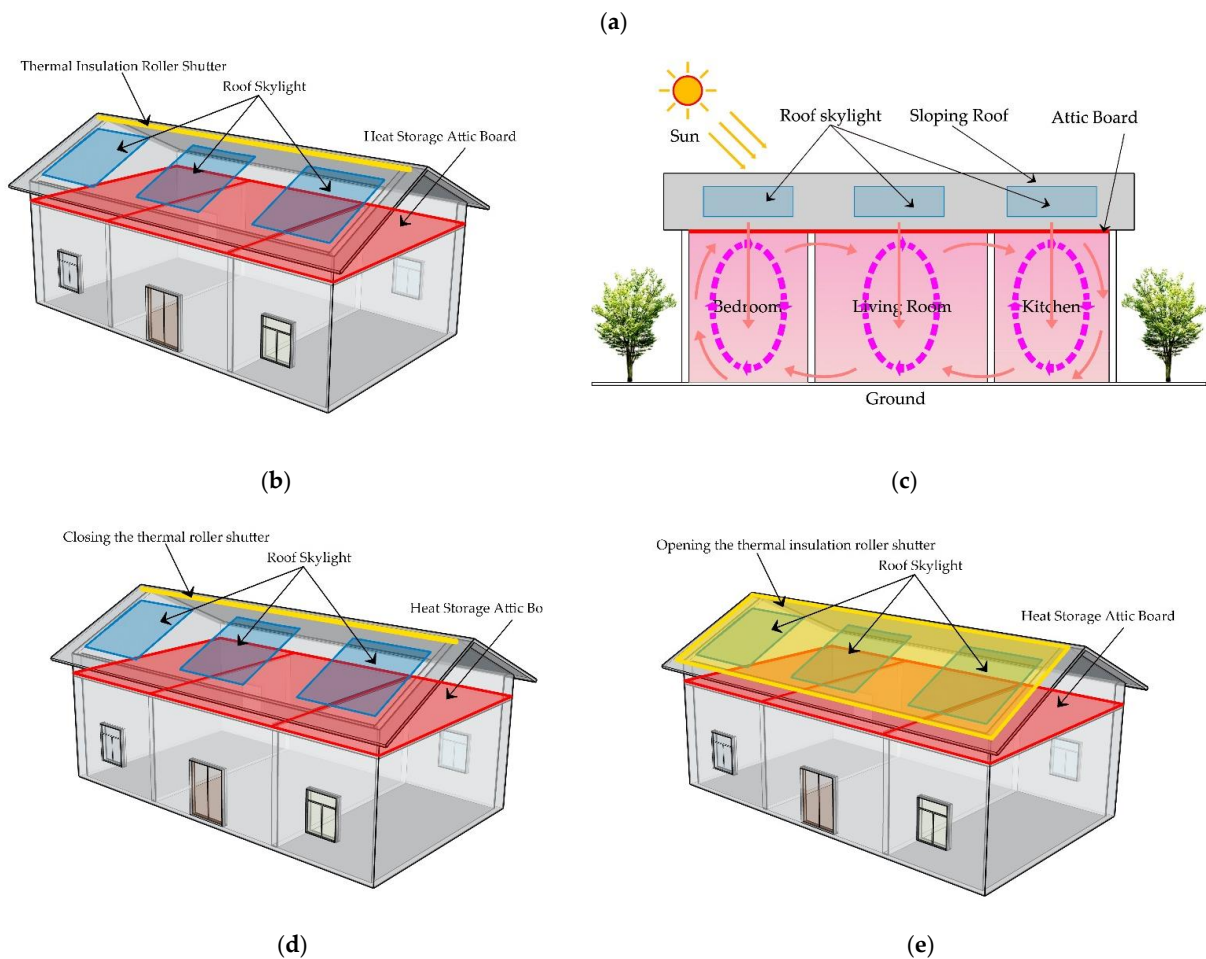 (a)
Thermal Insulation Roller Shutter
Roof Skylight
Heat Storage Attic Board
Sun
Roof skylight
Sloping Roof
Attic Board
Bedroom
Living Room
Kitchen
Ground
(b)
(c)
Closing the thermal roller shutter
Roof Skylight
Heat Storage Attic Bo
Opening the thermal insulation roller shutter
Roof Skylight
Heat Storage Attic Board
(d)
(e)